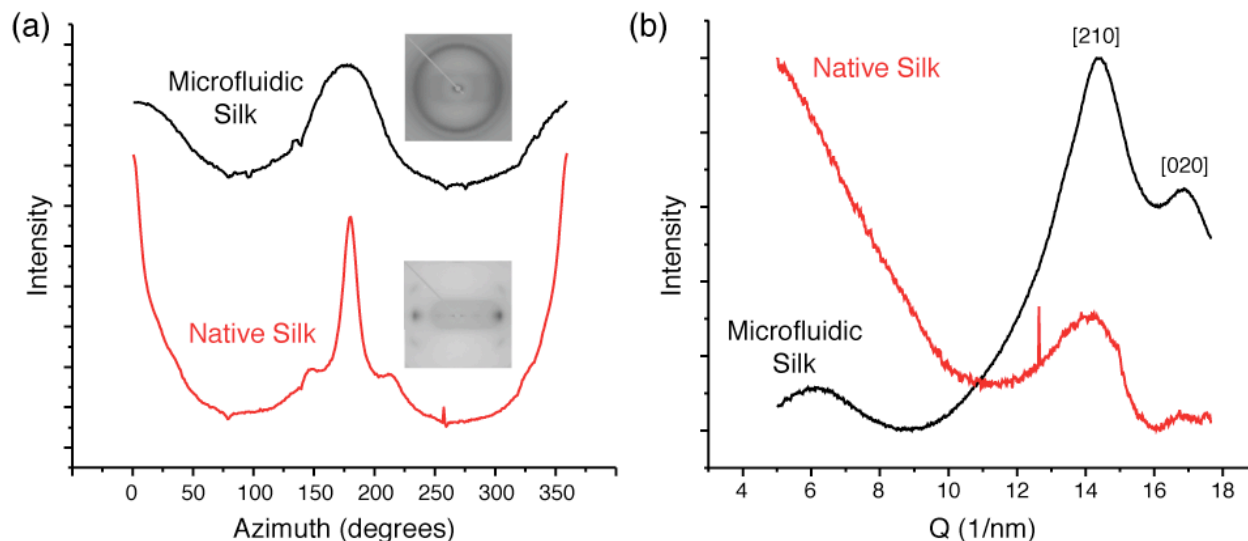 (a)
Microfluidic
Silk
Native Silk
Intensity
0 50 100 150 200 250 300 350
Azimuth (degrees)
(b)
[210]
Native Silk
[020]
Microfluidic
Silk
Intensity
4 6 8 10 12 14 16 18
Q (1/nm)